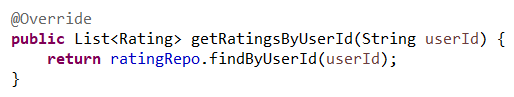 @Override
public List<Rating> getRatingsByUserId(String userId) {
    return ratingRepo.findByUserId(userId);
}